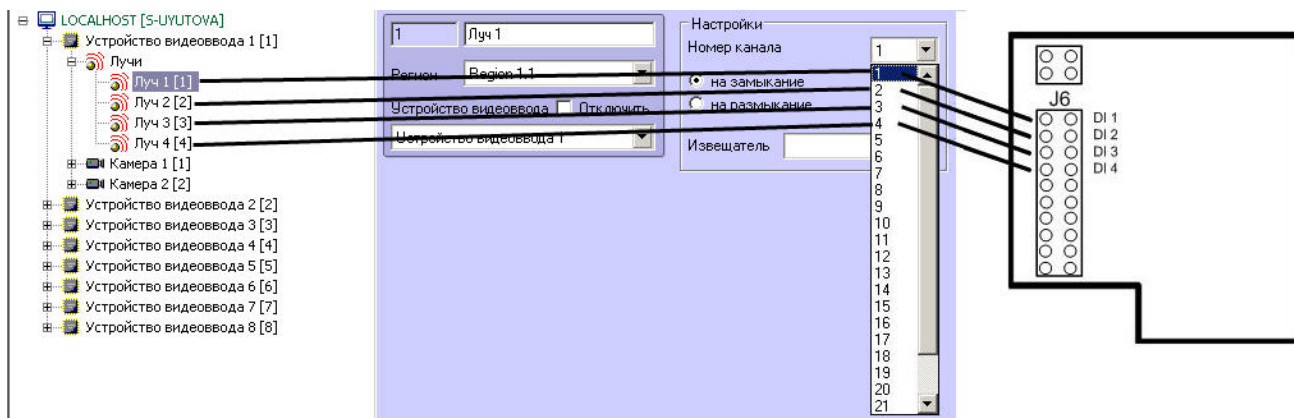 LOCALHOST [S-UYUTOVA]
Устройство видеоввода 1 [1]
Лучи
Луч 1 [1]
Луч 2 [2]
Луч 3 [3]
Луч 4 [4]
Камера 1 [1]
Камера 2 [2]
Устройство видеоввода 2 [2]
Устройство видеоввода 3 [3]
Устройство видеоввода 4 [4]
Устройство видеоввода 5 [5]
Устройство видеоввода 6 [6]
Устройство видеоввода 7 [7]
Устройство видеоввода 8 [8]
1 Луч 1
Регион Region 1.1
Устройство видеоввода Отключить
Устройство видеоввода 1
Настройки
Номер канала 1
на замыкание
на размыкание
Извещатель
1
2
3
4
5
6
7
8
9
10
11
12
13
14
15
16
17
18
19
20
21
J6
DI 1
DI 2
DI 3
DI 4